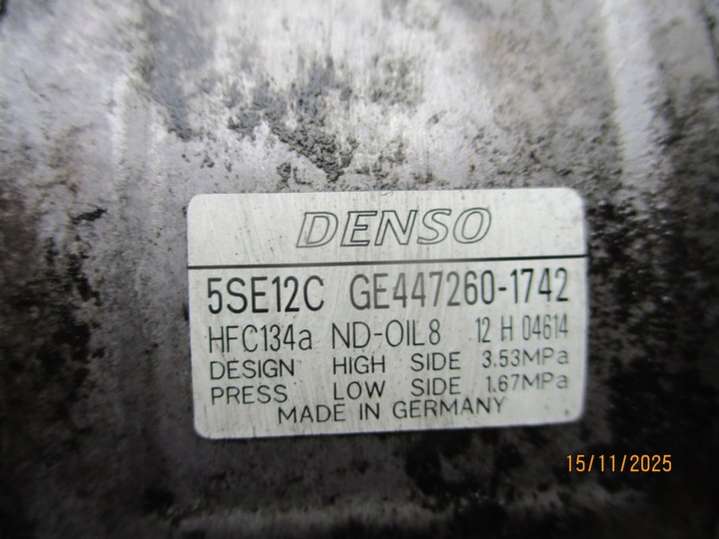 DENSO
5SE12C GE447260-1742
HFC134a ND-OIL8 12 H 04614
DESIGN HIGH SIDE 3.53MPa
PRESS LOW SIDE 1.67MPa
MADE IN GERMANY
15/11/2025